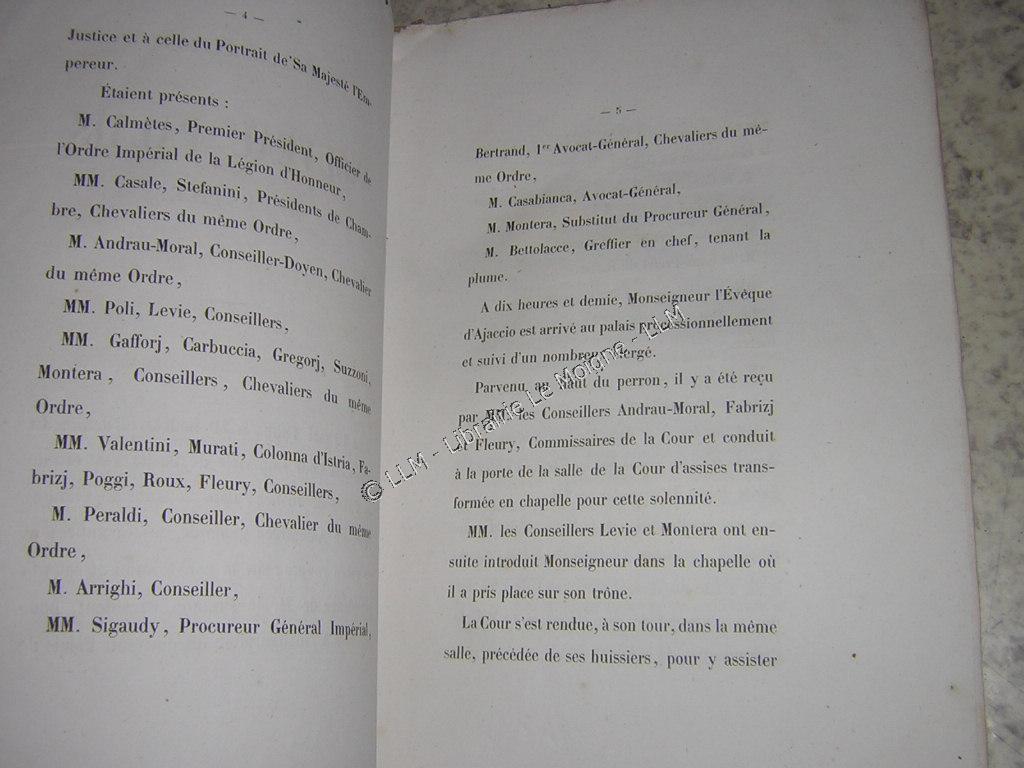 — 4 —
Justice et à celle du Portrait de Sa Majesté l'Em-
pereur.
Étaient présents :
M. Calmètes, Premier Président, Officier de
l'Ordre Impérial de la Légion d'Honneur,
MM. Casale, Stefanini, Présidents de Cham-
bre, Chevaliers du même Ordre,
M. Andrau-Moral, Conseiller-Doyen, Chevalier
du même Ordre,
MM. Poli, Levie, Conseillers,
MM. Gafforj, Carbuccia, Gregorj, Suzzoni,
Montera, Conseillers, Chevaliers du même
Ordre,
MM. Valentini, Murati, Colonna d'Istria, Fa-
brizj, Poggi, Roux, Fleury, Conseillers,
M. Peraldi, Conseiller, Chevalier du même
Ordre,
M. Arrighi, Conseiller,
MM. Sigaudy, Procureur Général Impérial,
— 5 —
Bertrand, 1er Avocat-Général, Chevaliers du mê-
me Ordre,
M. Casabianca, Avocat-Général,
M. Montera, Substitut du Procureur Général,
M. Bettolacce, Greffier en chef, tenant la
plume.
A dix heures et demie, Monseigneur l'Évêque
d'Ajaccio est arrivé au palais processionnellement
et suivi d'un nombreux clergé.
Parvenu au haut du perron, il y a été reçu
par MM. les Conseillers Andrau-Moral, Fabrizj
et Fleury, Commissaires de la Cour et conduit
à la porte de la salle de la Cour d'assises trans-
formée en chapelle pour cette solennité.
MM. les Conseillers Levie et Montera ont en-
suite introduit Monseigneur dans la chapelle où
il a pris place sur son trône.
La Cour s'est rendue, à son tour, dans la même
salle, précédée de ses huissiers, pour y assister
© LLM - Librairie Le Moigne - LLM